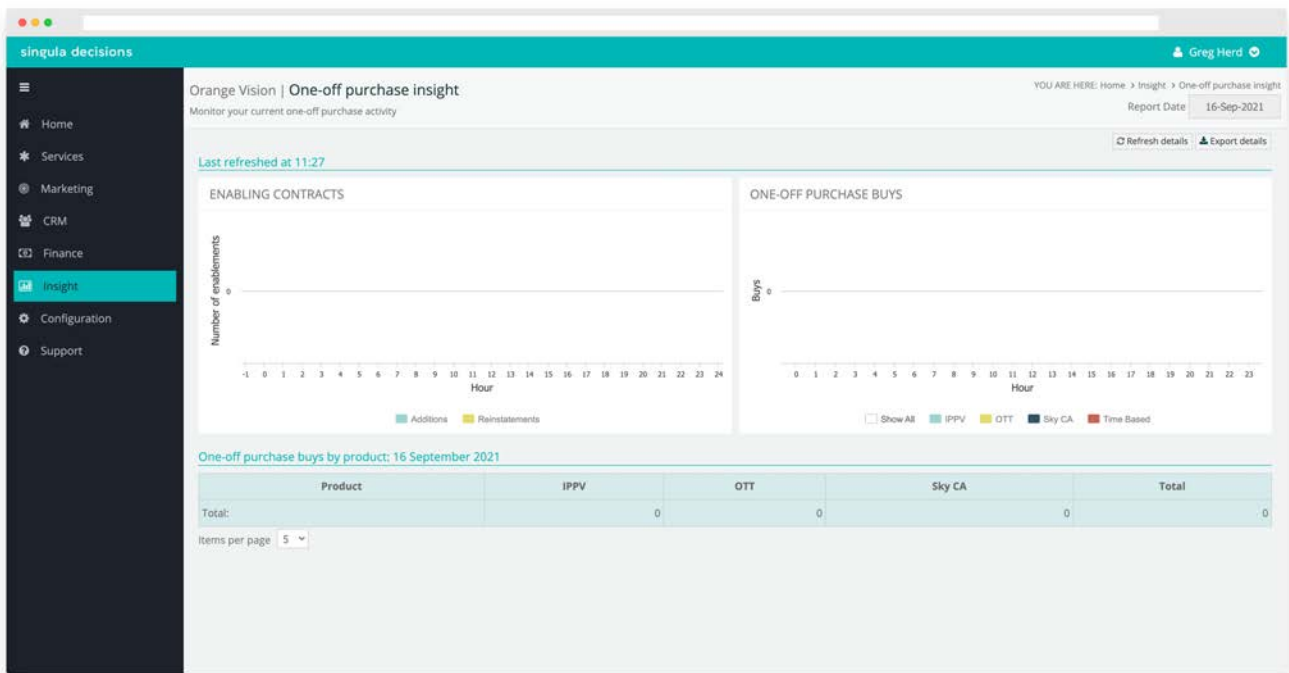 singula decisions
Greg Herd
Home
Services
Marketing
CRM
Finance
Insight
Configuration
Support
Orange Vision | One-off purchase insight
Monitor your current one-off purchase activity
YOU ARE HERE: Home > Insight > One-off purchase insight
Report Date 16-Sep-2021
Refresh details Export details
Last refreshed at 11:27
ENABLING CONTRACTS
Number of enablements
0
-1 0 1 2 3 4 5 6 7 8 9 10 11 12 13 14 15 16 17 18 19 20 21 22 23 24
Hour
Additions Reinstatements
ONE-OFF PURCHASE BUYS
Buys
0
0 1 2 3 4 5 6 7 8 9 10 11 12 13 14 15 16 17 18 19 20 21 22 23
Hour
Show All IPPV OTT Sky CA Time Based
One-off purchase buys by product: 16 September 2021
Product IPPV OTT Sky CA Total
Total: 0 0 0 0
Items per page 5